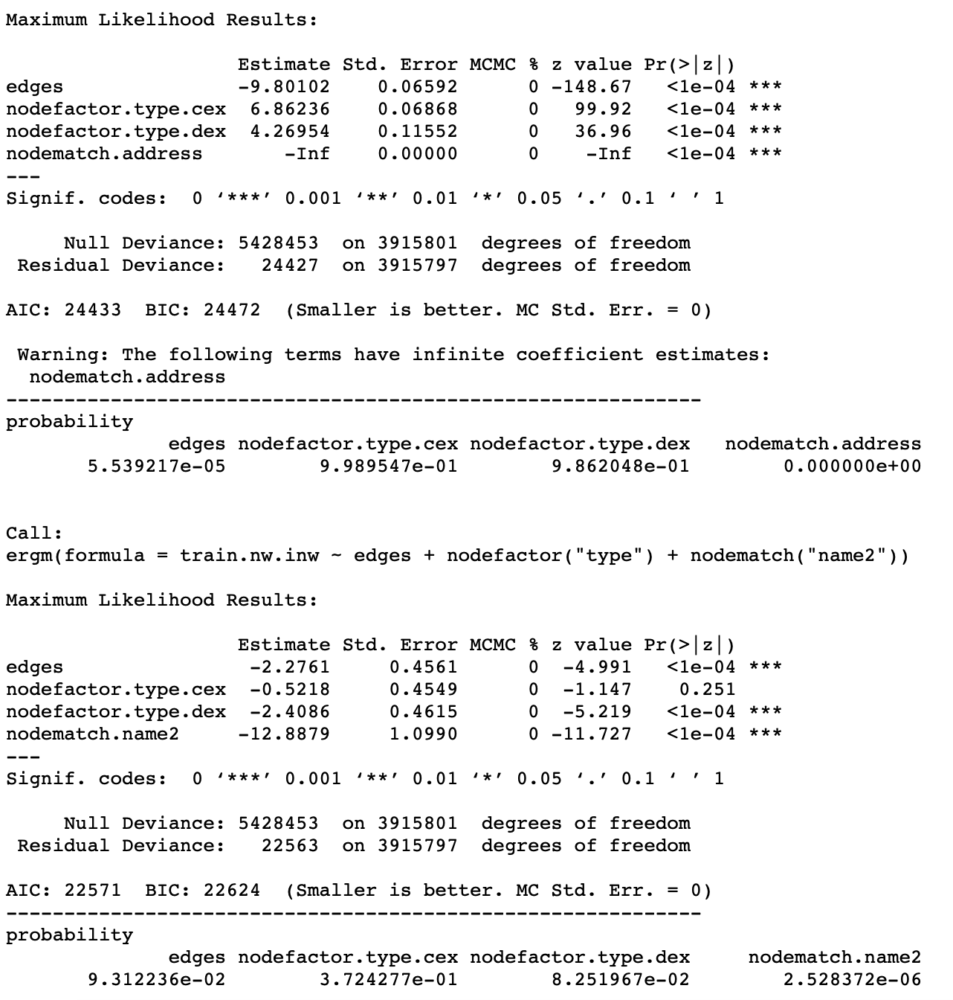 Maximum Likelihood Results:
Estimate Std. Error MCMC % z value Pr(>|z|)
edges -9.80102 0.06592 0 -148.67 <1e-04 ***
nodefactor.type.cex 6.86236 0.06868 0 99.92 <1e-04 ***
nodefactor.type.dex 4.26954 0.11552 0 36.96 <1e-04 ***
nodematch.address -Inf 0.00000 0 -Inf <1e-04 ***
---
Signif. codes: 0 ‘***’ 0.001 ‘**’ 0.01 ‘*’ 0.05 ‘.’ 0.1 ‘ ’ 1
Null Deviance: 5428453 on 3915801 degrees of freedom
Residual Deviance: 24427 on 3915797 degrees of freedom
AIC: 24433 BIC: 24472 (Smaller is better. MC Std. Err. = 0)
Warning: The following terms have infinite coefficient estimates:
nodematch.address
------------------------------------------------------------
probability
edges nodefactor.type.cex nodefactor.type.dex nodematch.address
5.539217e-05 9.989547e-01 9.862048e-01 0.000000e+00
Call:
ergm(formula = train.nw.inw ~ edges + nodefactor("type") + nodematch("name2"))
Maximum Likelihood Results:
Estimate Std. Error MCMC % z value Pr(>|z|)
edges -2.2761 0.4561 0 -4.991 <1e-04 ***
nodefactor.type.cex -0.5218 0.4549 0 -1.147 0.251
nodefactor.type.dex -2.4086 0.4615 0 -5.219 <1e-04 ***
nodematch.name2 -12.8879 1.0990 0 -11.727 <1e-04 ***
---
Signif. codes: 0 ‘***’ 0.001 ‘**’ 0.01 ‘*’ 0.05 ‘.’ 0.1 ‘ ’ 1
Null Deviance: 5428453 on 3915801 degrees of freedom
Residual Deviance: 22563 on 3915797 degrees of freedom
AIC: 22571 BIC: 22624 (Smaller is better. MC Std. Err. = 0)
------------------------------------------------------------
probability
edges nodefactor.type.cex nodefactor.type.dex nodematch.name2
9.312236e-02 3.724277e-01 8.251967e-02 2.528372e-06